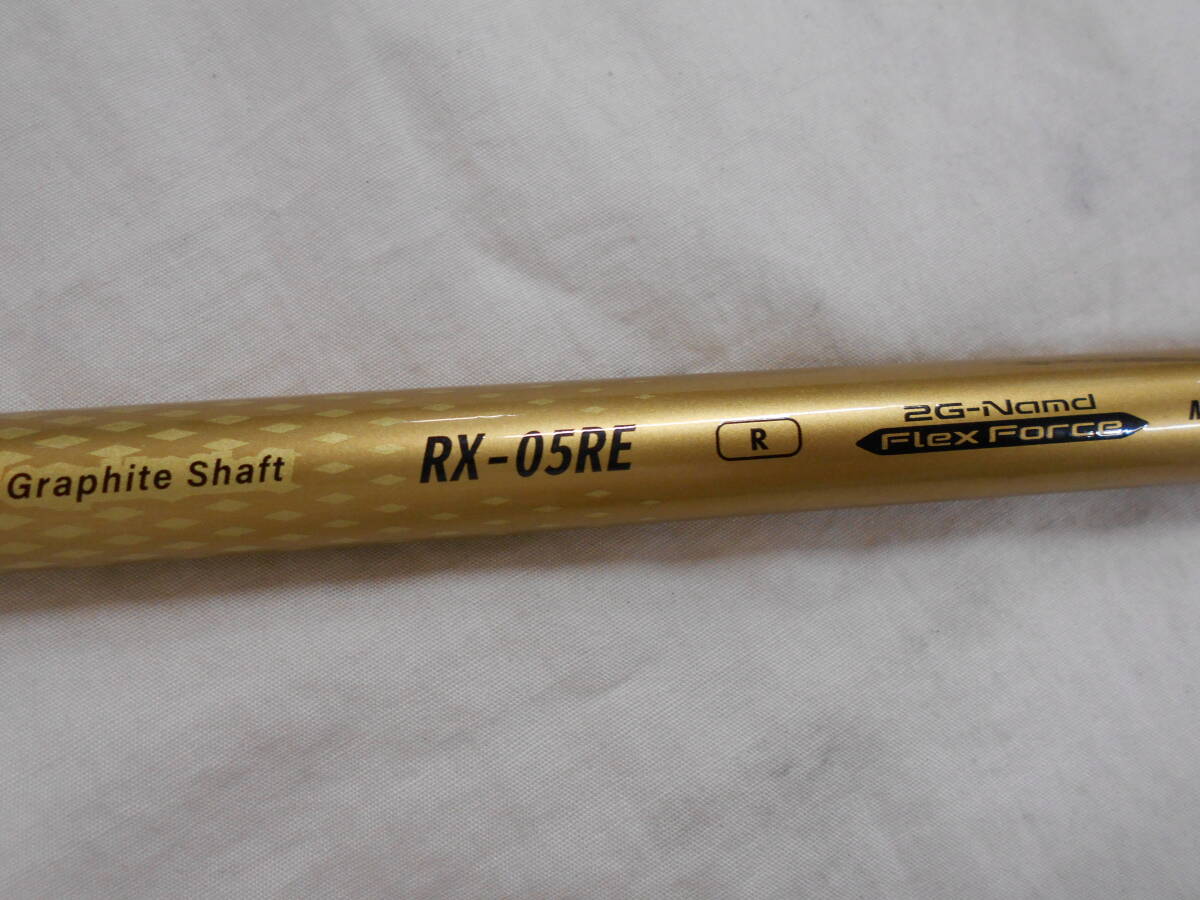 Graphite Shaft
RX-05RE
R
2G-Namd
Flex Force